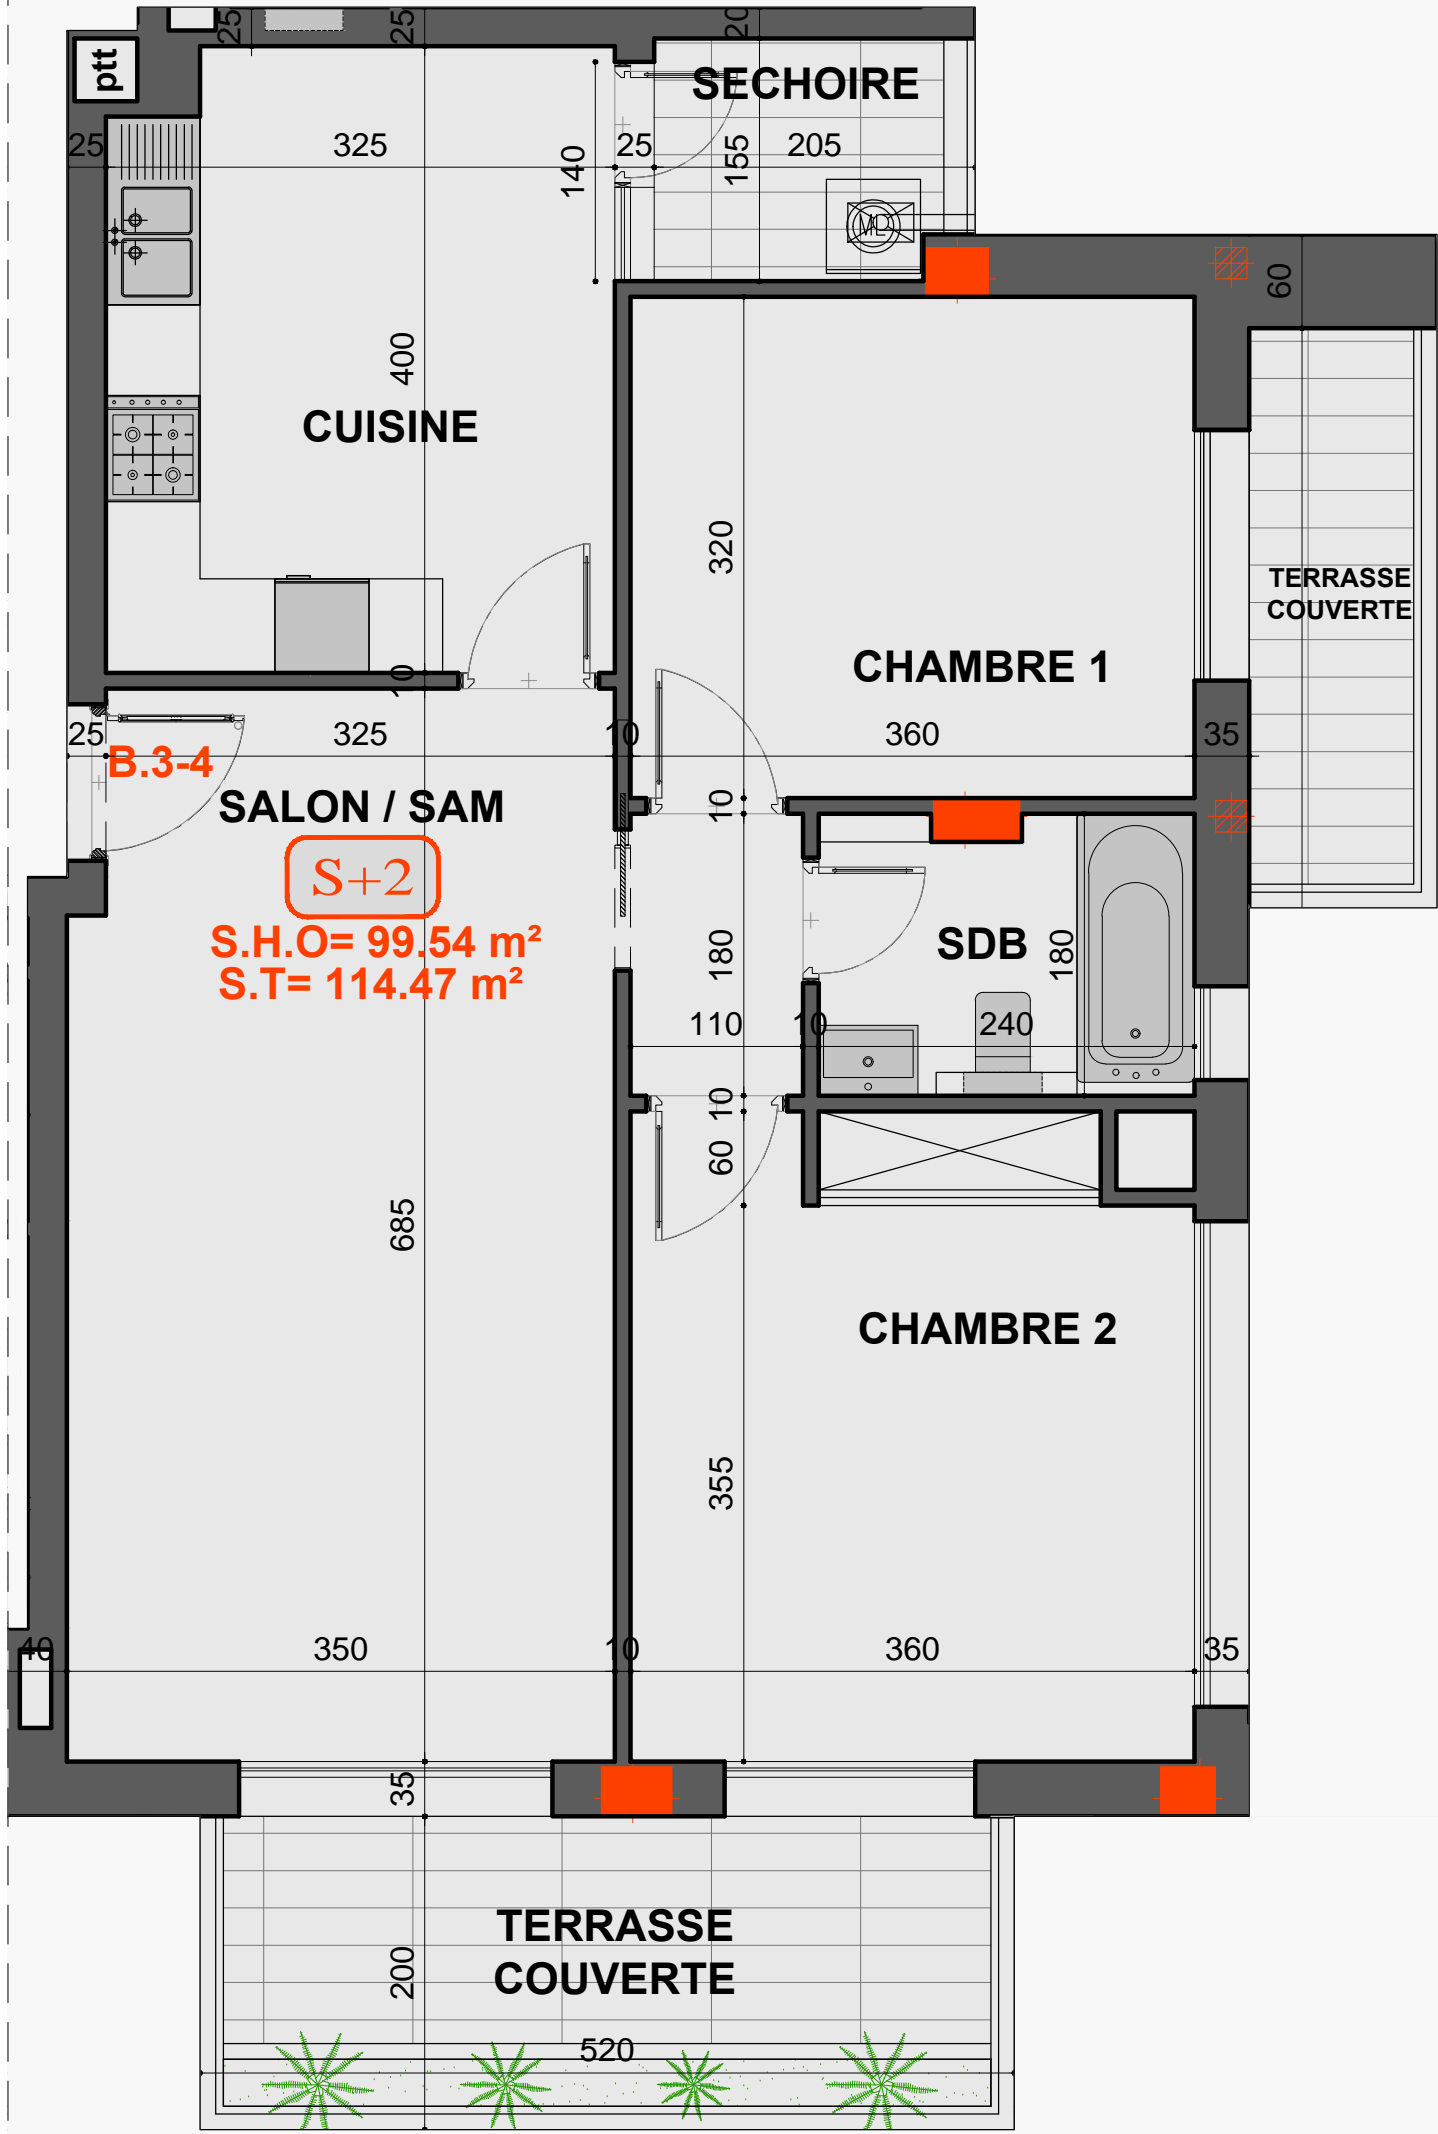 25
25
20
ptt
SECHOIRE
25
325
140
25
155
205
ML
60
400
CUISINE
320
TERRASSE
COUVERTE
CHAMBRE 1
10
25
325
10
360
35
B.3-4
SALON / SAM
10
S+2
S.H.O= 99.54 m²
S.T= 114.47 m²
180
SDB
180
110
10
240
10
60
685
CHAMBRE 2
355
40
350
10
360
35
35
TERRASSE
COUVERTE
200
520